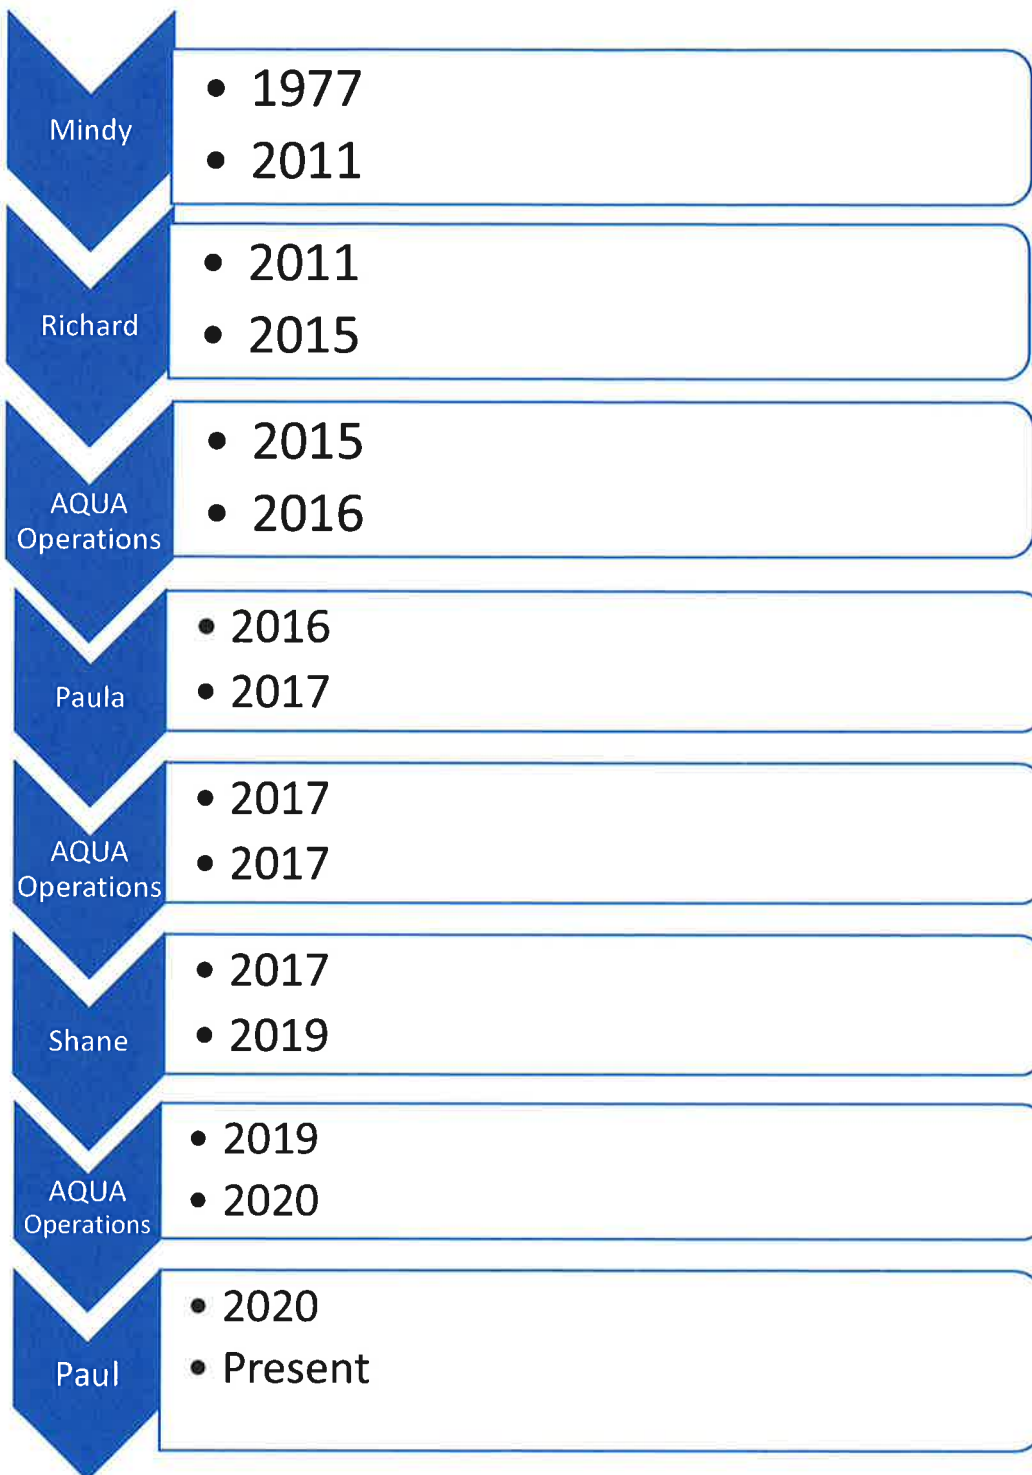 Mindy
• 1977
• 2011
Richard
• 2011
• 2015
AQUA
Operations
• 2015
• 2016
Paula
• 2016
• 2017
AQUA
Operations
• 2017
• 2017
Shane
• 2017
• 2019
AQUA
Operations
• 2019
• 2020
Paul
• 2020
• Present